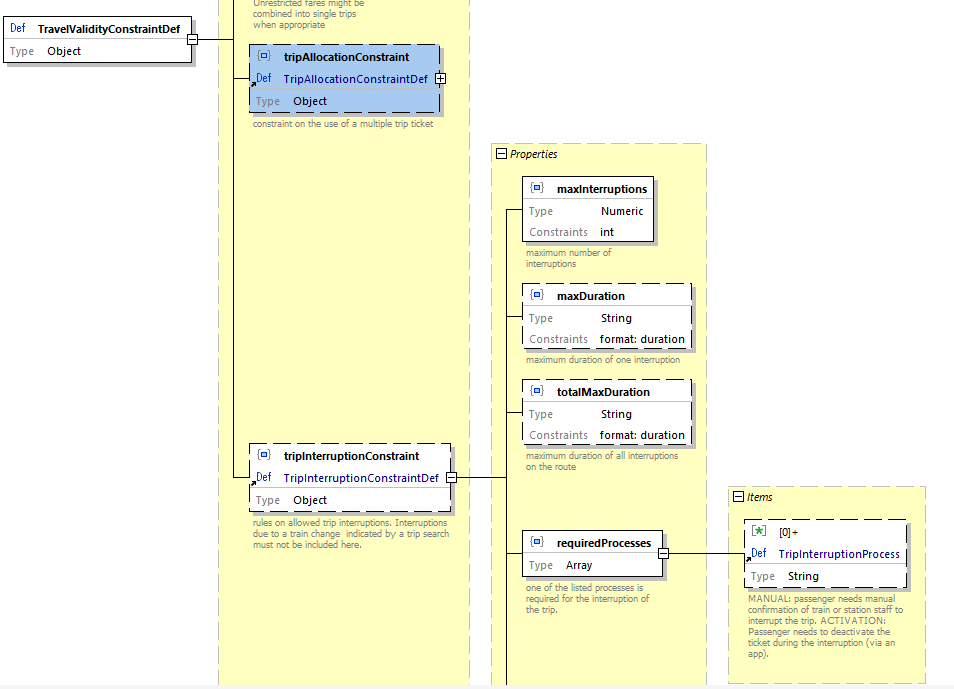 Unrestricted fares might be
combined into single trips
when appropriate
Def TravelValidityConstraintDef
Type Object
tripAllocationConstraint
Def TripAllocationConstraintDef
Type Object
constraint on the use of a multiple trip ticket
Properties
maxInterruptions
Type Numeric
Constraints int
maximum number of
interruptions
maxDuration
Type String
Constraints format: duration
maximum duration of one interruption
totalMaxDuration
Type String
Constraints format: duration
maximum duration of all interruptions
on the route
tripInterruptionConstraint
Def TripInterruptionConstraintDef
Type Object
rules on allowed trip interruptions. Interruptions
due to a train change indicated by a trip search
must not be included here.
requiredProcesses
Type Array
one of the listed processes is
required for the interruption of
the trip.
Items
[0]+
Def TripInterruptionProcess
Type String
MANUAL: passenger needs manual
confirmation of train or station staff to
interrupt the trip. ACTIVATION:
Passenger needs to deactivate the
ticket during the interruption (via an
app).